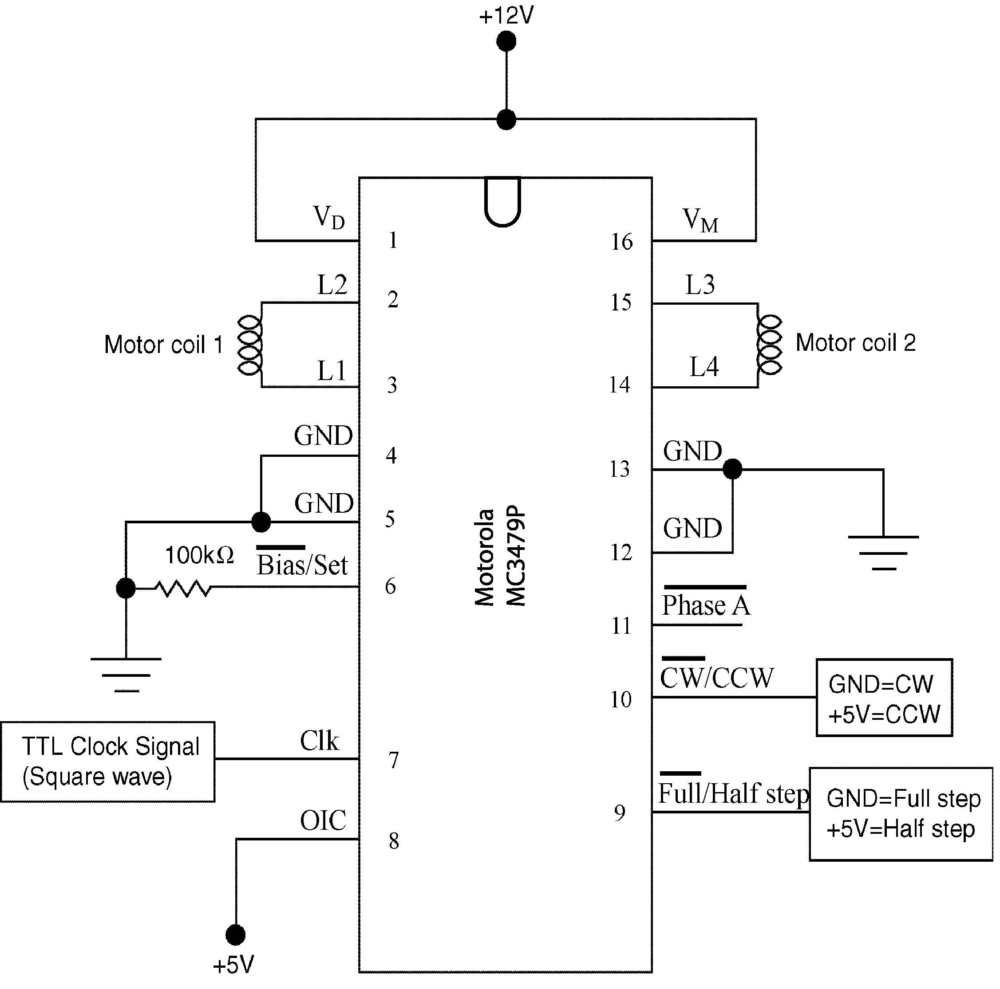 +12V
V_D
1
16
V_M
L2
2
15
L3
Motor coil 1
Motor coil 2
L1
3
14
L4
GND
4
GND
13
GND
5
GND
12
100kΩ
Bias/Set
6
Motorola
MC3479P
Phase A
11
CW/CCW
10
GND=CW
+5V=CCW
TTL Clock Signal
(Square wave)
Clk
7
Full/Half step
9
GND=Full step
+5V=Half step
OIC
8
+5V